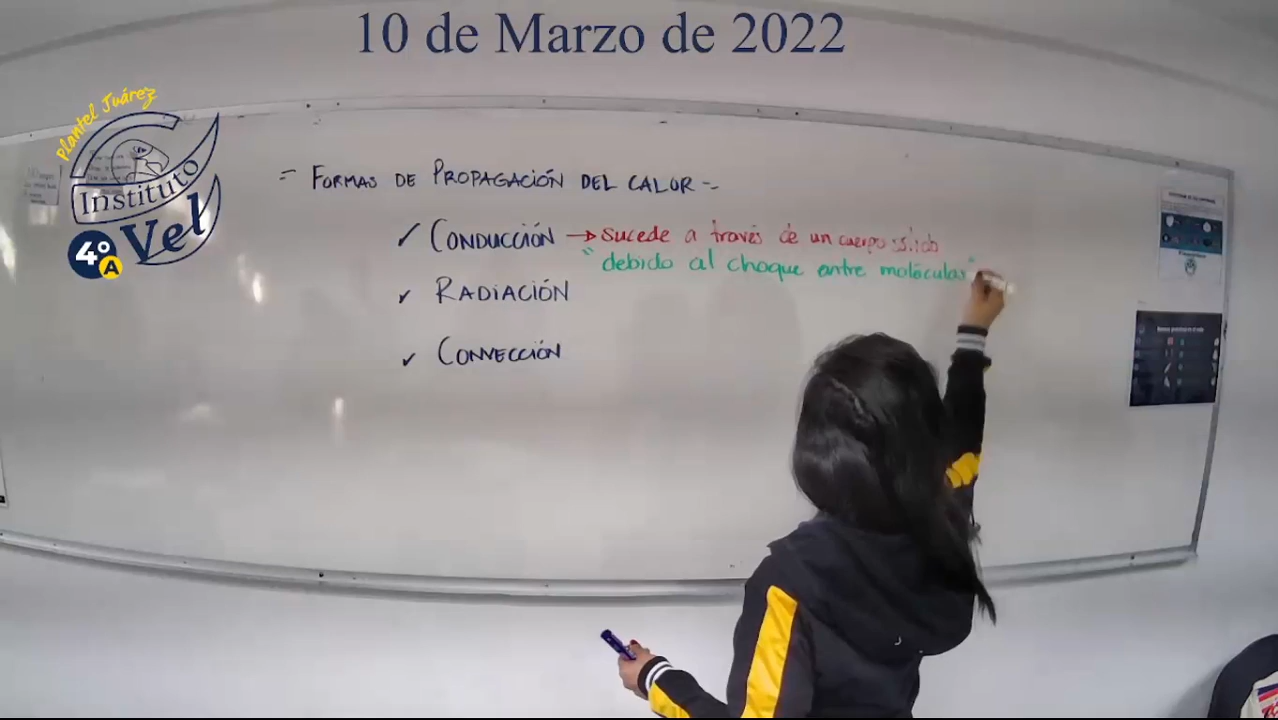 10 de Marzo de 2022
Plantel Juárez
Instituto
Vel
4° A
= FORMAS DE PROPAGACIÓN DEL CALOR -=
✓ CONDUCCIÓN → sucede a través de un cuerpo sólido
"debido al choque entre moléculas"
✓ RADIACIÓN
✓ CONVECCIÓN